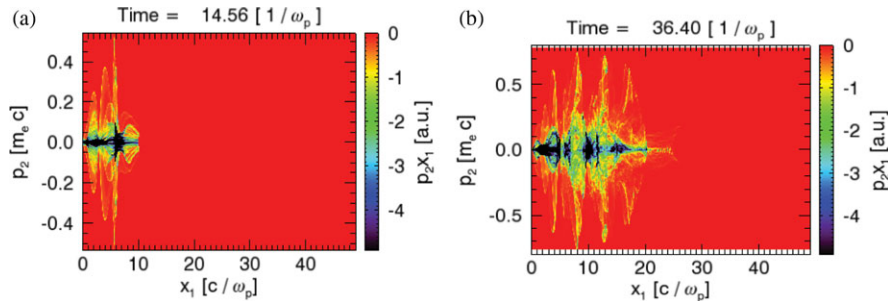 (a)
Time = 14.56 [ 1 / ω_p ]
p_2 [m_e c]
0.4
0.2
0.0
-0.2
-0.4
0
20
40
x_1 [c / ω_p]
0
-1
-2
-3
-4
p_2x_1 [a.u.]
(b)
Time = 36.40 [ 1 / ω_p ]
p_2 [m_e c]
0.5
0.0
-0.5
0
10
20
30
40
x_1 [c / ω_p]
0
-1
-2
-3
-4
p_2x_1 [a.u.]